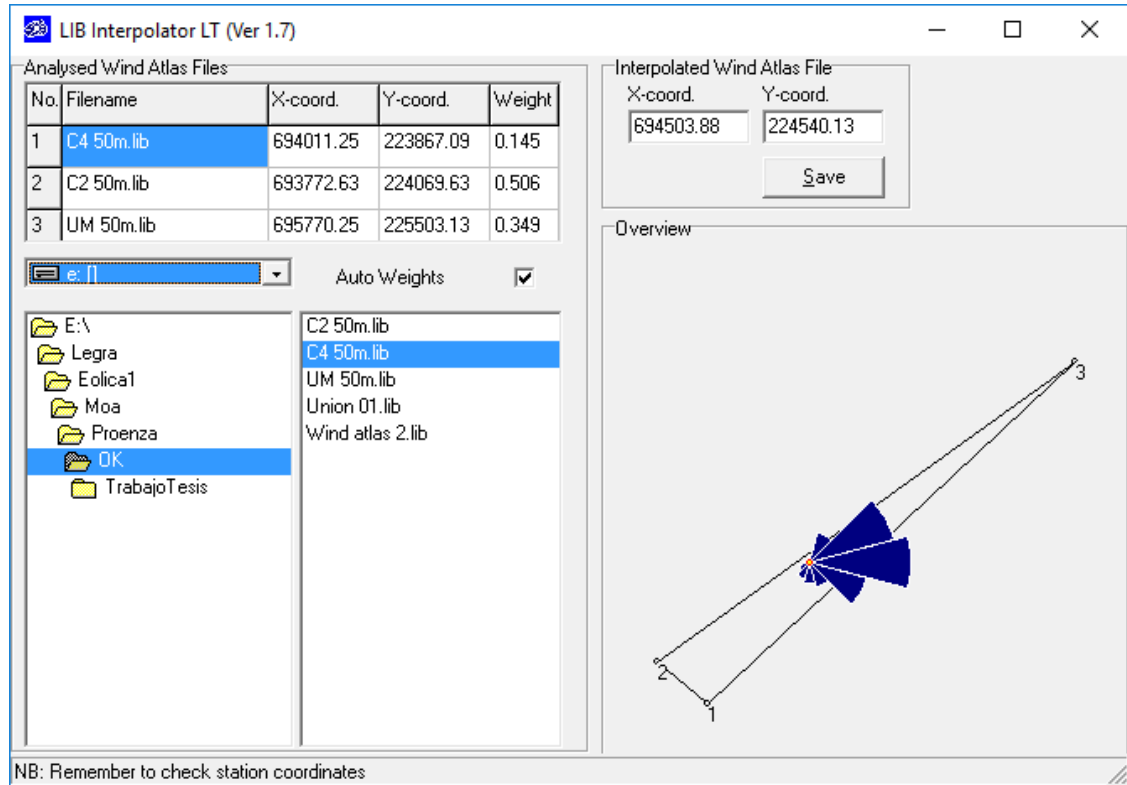 LIB Interpolator LT (Ver 1.7)
Analysed Wind Atlas Files
No. Filename X-coord. Y-coord. Weight
1 C4 50m.lib 694011.25 223867.09 0.145
2 C2 50m.lib 693772.63 224069.63 0.506
3 UM 50m.lib 695770.25 225503.13 0.349
e: []
Auto Weights
E:\
Legra
Eolica1
Moa
Proenza
OK
TrabajoTesis
C2 50m.lib
C4 50m.lib
UM 50m.lib
Union 01.lib
Wind atlas 2.lib
Interpolated Wind Atlas File
X-coord. Y-coord.
694503.88 224540.13
Save
Overview
3
2
1
NB: Remember to check station coordinates